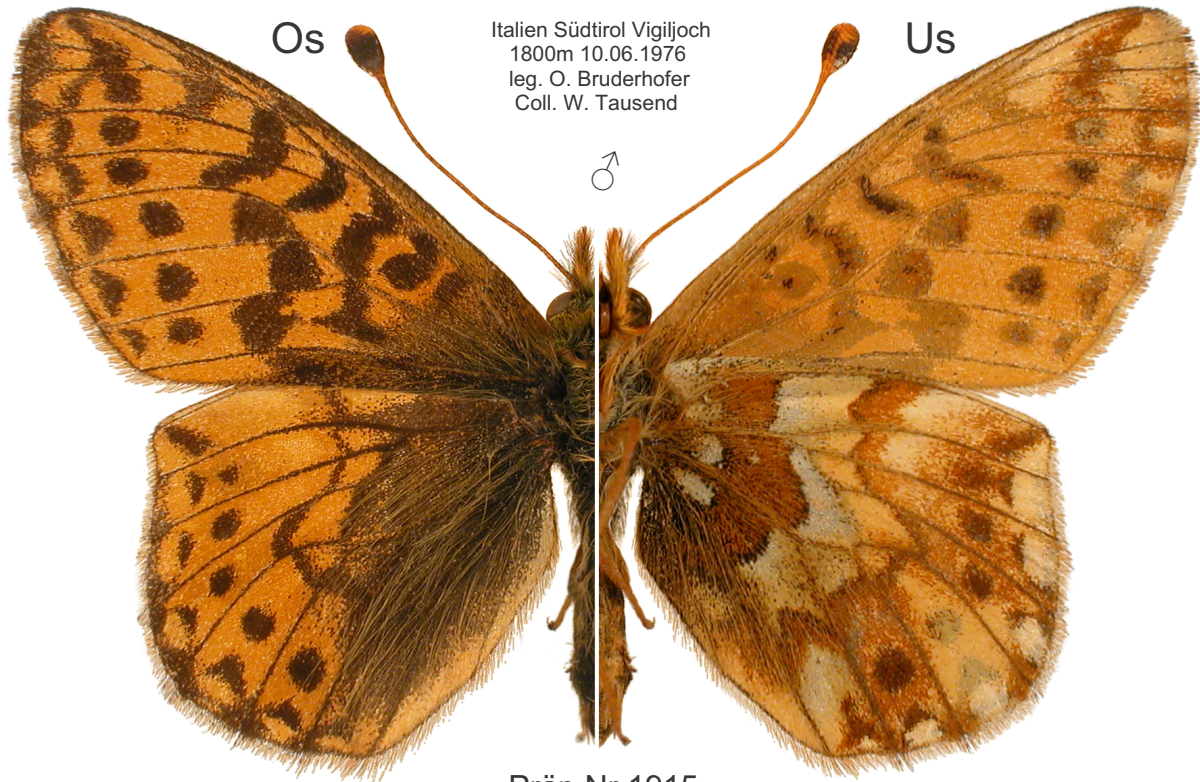 Os
Italien Südtirol Vigiljoch
1800m 10.06.1976
leg. O. Bruderhofer
Coll. W. Tausend
Us
♂